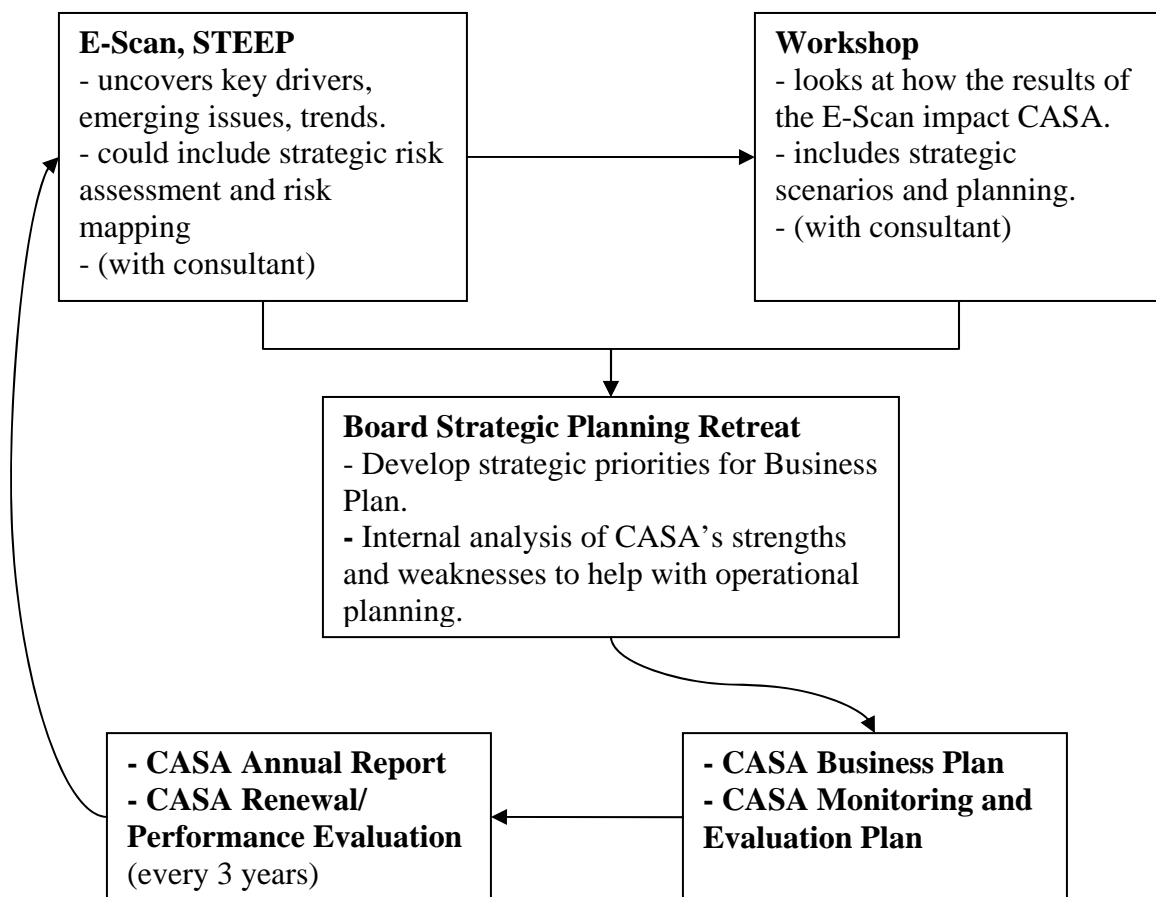 E-Scan, STEEP
- uncovers key drivers,
emerging issues, trends.
- could include strategic risk
assessment and risk
mapping
- (with consultant)
Workshop
- looks at how the results of
the E-Scan impact CASA.
- includes strategic
scenarios and planning.
- (with consultant)
Board Strategic Planning Retreat
- Develop strategic priorities for Business
Plan.
- Internal analysis of CASA’s strengths
and weaknesses to help with operational
planning.
- CASA Annual Report
- CASA Renewal/
Performance Evaluation
(every 3 years)
- CASA Business Plan
- CASA Monitoring and
Evaluation Plan